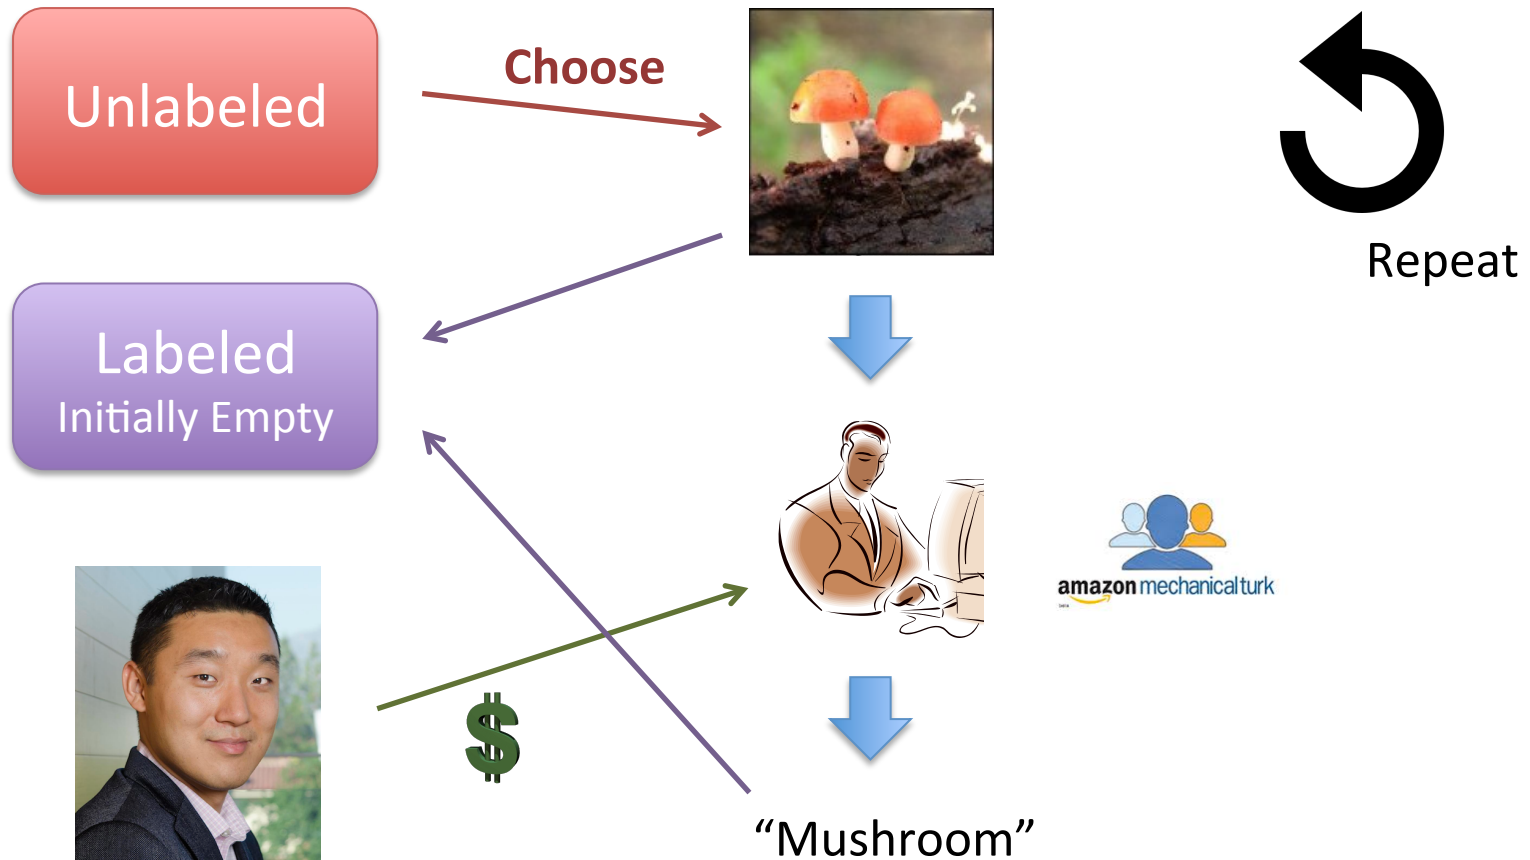 Unlabeled
Choose
Repeat
Labeled
Initially Empty
amazon mechanical turk
$
“Mushroom”